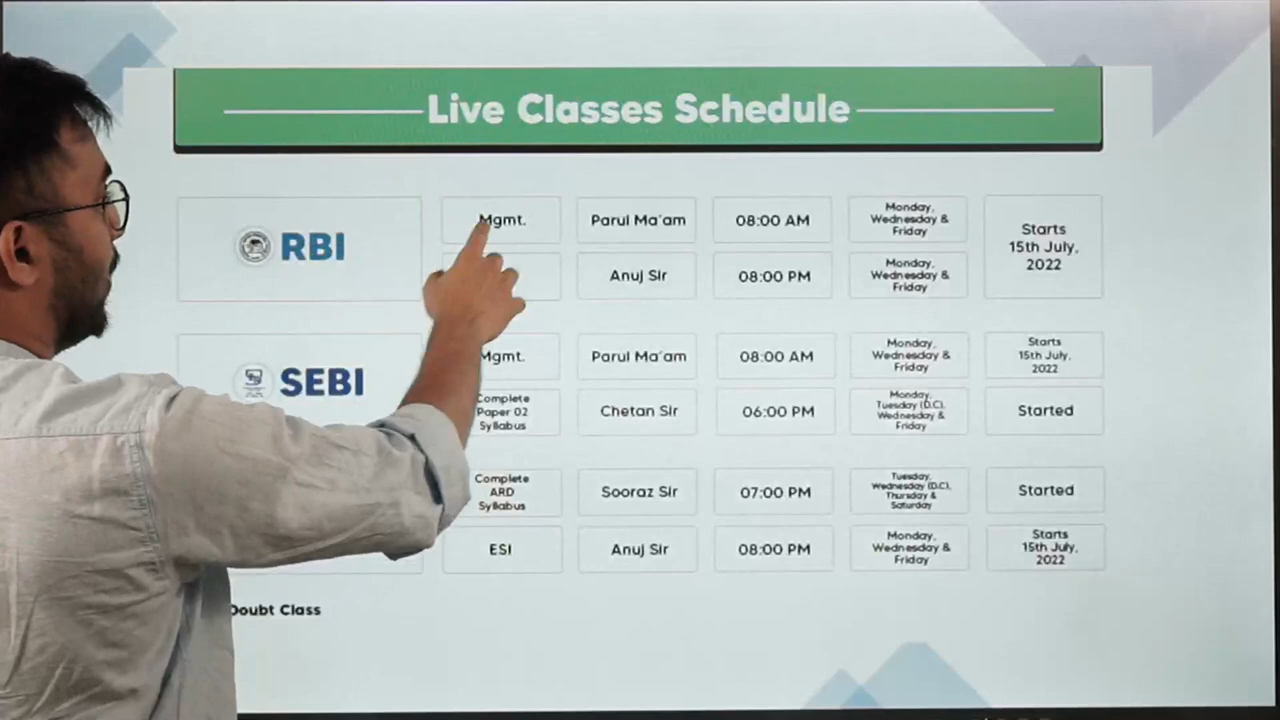 Live Classes Schedule
RBI
Mgmt.
Parul Ma'am
08:00 AM
Monday,
Wednesday &
Friday
Starts
15th July,
2022
Anuj Sir
08:00 PM
Monday,
Wednesday &
Friday
SEBI
Mgmt.
Parul Ma'am
08:00 AM
Monday,
Wednesday &
Friday
Starts
15th July,
2022
Complete
Paper 02
Syllabus
Chetan Sir
06:00 PM
Monday,
Tuesday (D.C),
Wednesday &
Friday
Started
Complete
ARD
Syllabus
Sooraz Sir
07:00 PM
Tuesday,
Wednesday (D.C),
Thursday &
Saturday
Started
ESI
Anuj Sir
08:00 PM
Monday,
Wednesday &
Friday
Starts
15th July,
2022
Doubt Class